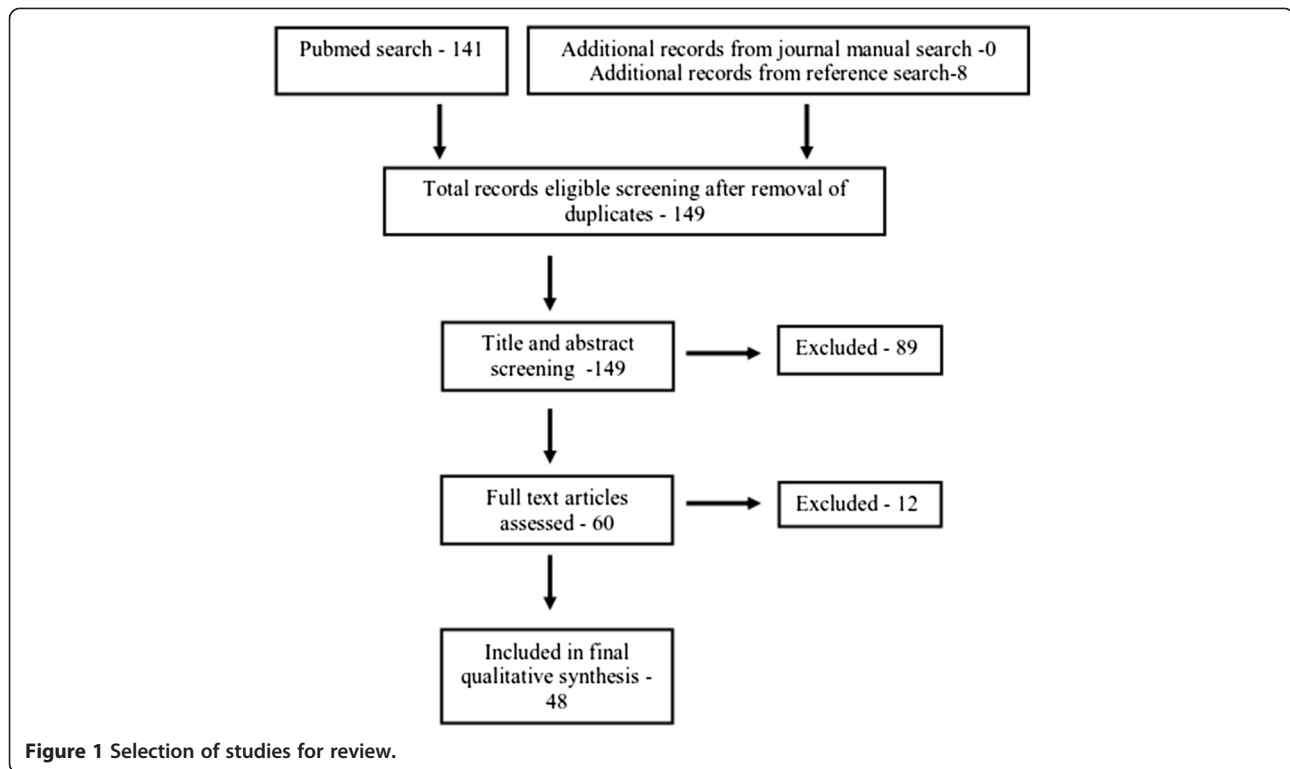 Pubmed search - 141
Additional records from journal manual search -0
Additional records from reference search-8
Total records eligible screening after removal of
duplicates - 149
Title and abstract
screening -149
Excluded - 89
Full text articles
assessed - 60
Excluded - 12
Included in final
qualitative synthesis -
48
Figure 1 Selection of studies for review.